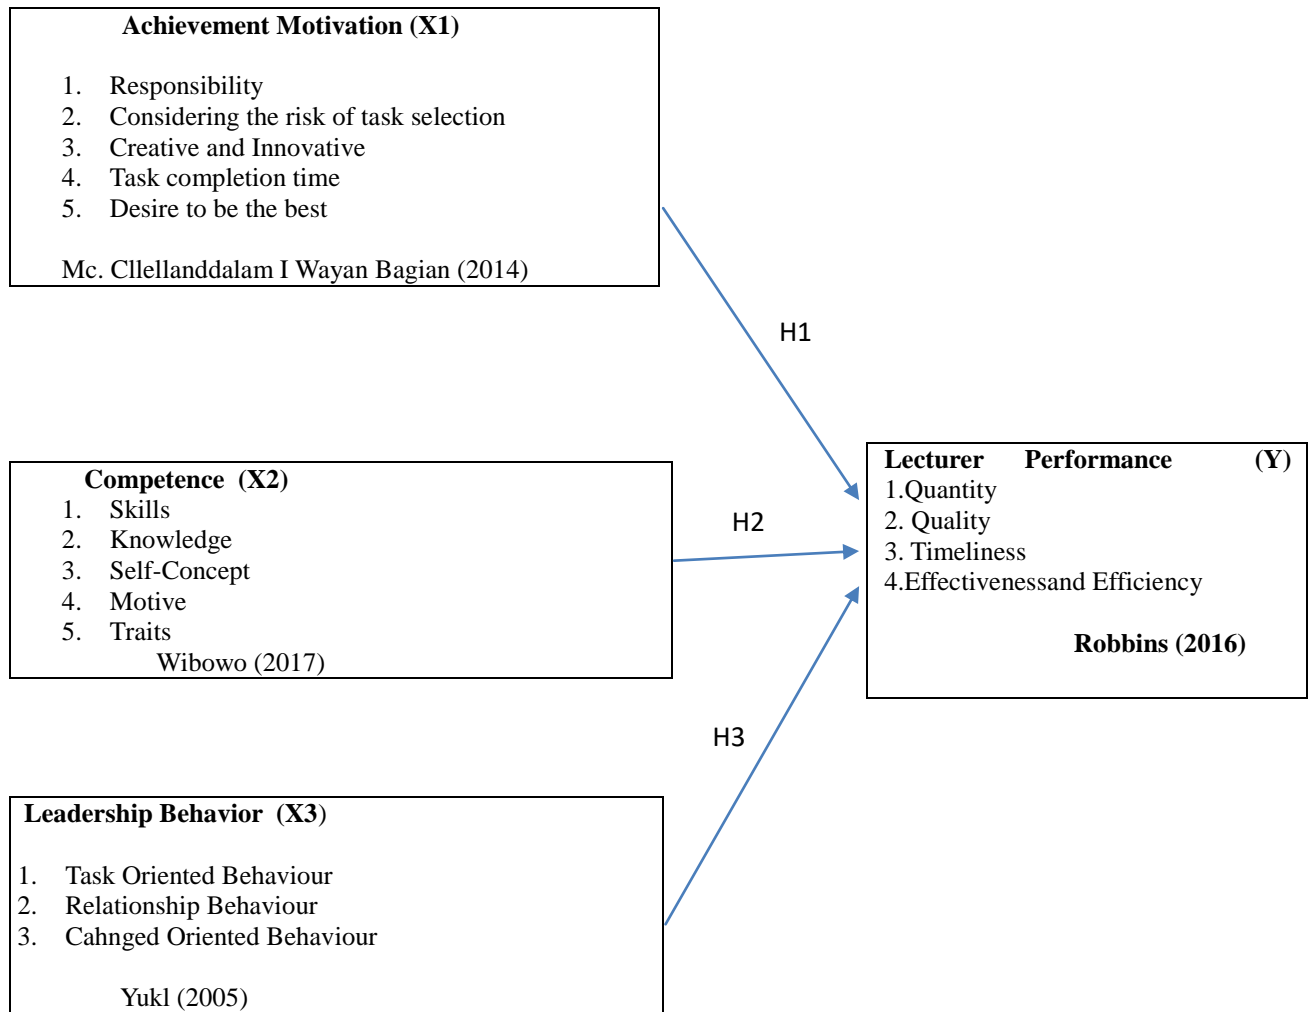 Achievement Motivation (X1)
1. Responsibility
2. Considering the risk of task selection
3. Creative and Innovative
4. Task completion time
5. Desire to be the best
Mc. Cllellanddalam I Wayan Bagian (2014)
H1
Competence (X2)
1. Skills
2. Knowledge
3. Self-Concept
4. Motive
5. Traits
Wibowo (2017)
H2
Lecturer Performance (Y)
1.Quantity
2. Quality
3. Timeliness
4.Effectivenessand Efficiency
Robbins (2016)
H3
Leadership Behavior (X3)
1. Task Oriented Behaviour
2. Relationship Behaviour
3. Cahnged Oriented Behaviour
Yukl (2005)